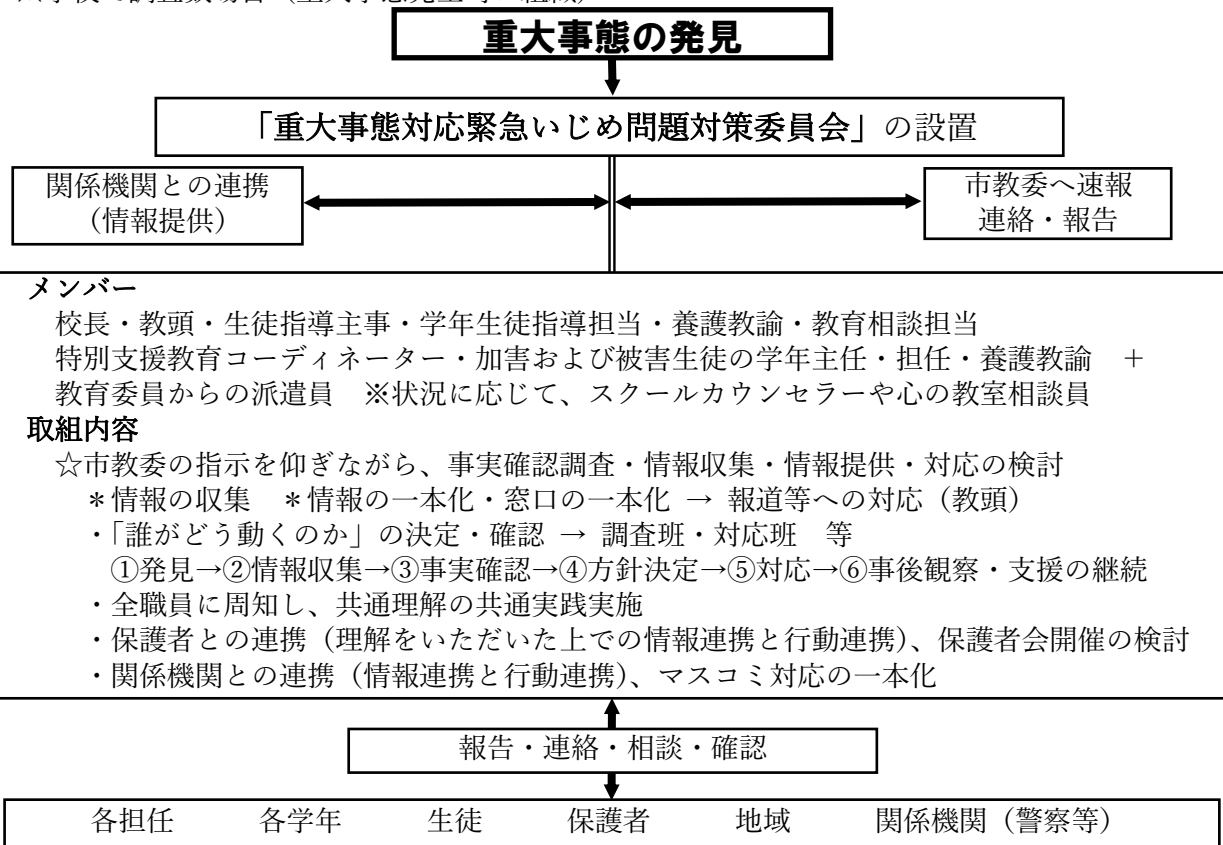 重大事態の発見
「重大事態対応緊急いじめ問題対策委員会」の設置
関係機関との連携
(情報提供)
市教委へ速報
連絡・報告
メンバー
校長・教頭・生徒指導主事・学年生徒指導担当・養護教諭・教育相談担当
特別支援教育コーディネーター・加害および被害生徒の学年主任・担任・養護教諭　＋
教育委員からの派遣員　※状況に応じて、スクールカウンセラーや心の教室相談員
取組内容
☆市教委の指示を仰ぎながら、事実確認調査・情報収集・情報提供・対応の検討
＊情報の収集　＊情報の一本化・窓口の一本化 → 報道等への対応（教頭）
・「誰がどう動くのか」の決定・確認 → 調査班・対応班　等
①発見→②情報収集→③事実確認→④方針決定→⑤対応→⑥事後観察・支援の継続
・全職員に周知し、共通理解の共通実践実施
・保護者との連携（理解をいただいた上での情報連携と行動連携）、保護者会開催の検討
・関係機関との連携（情報連携と行動連携）、マスコミ対応の一本化
報告・連絡・相談・確認
各担任　各学年　生徒　保護者　地域　関係機関（警察等）